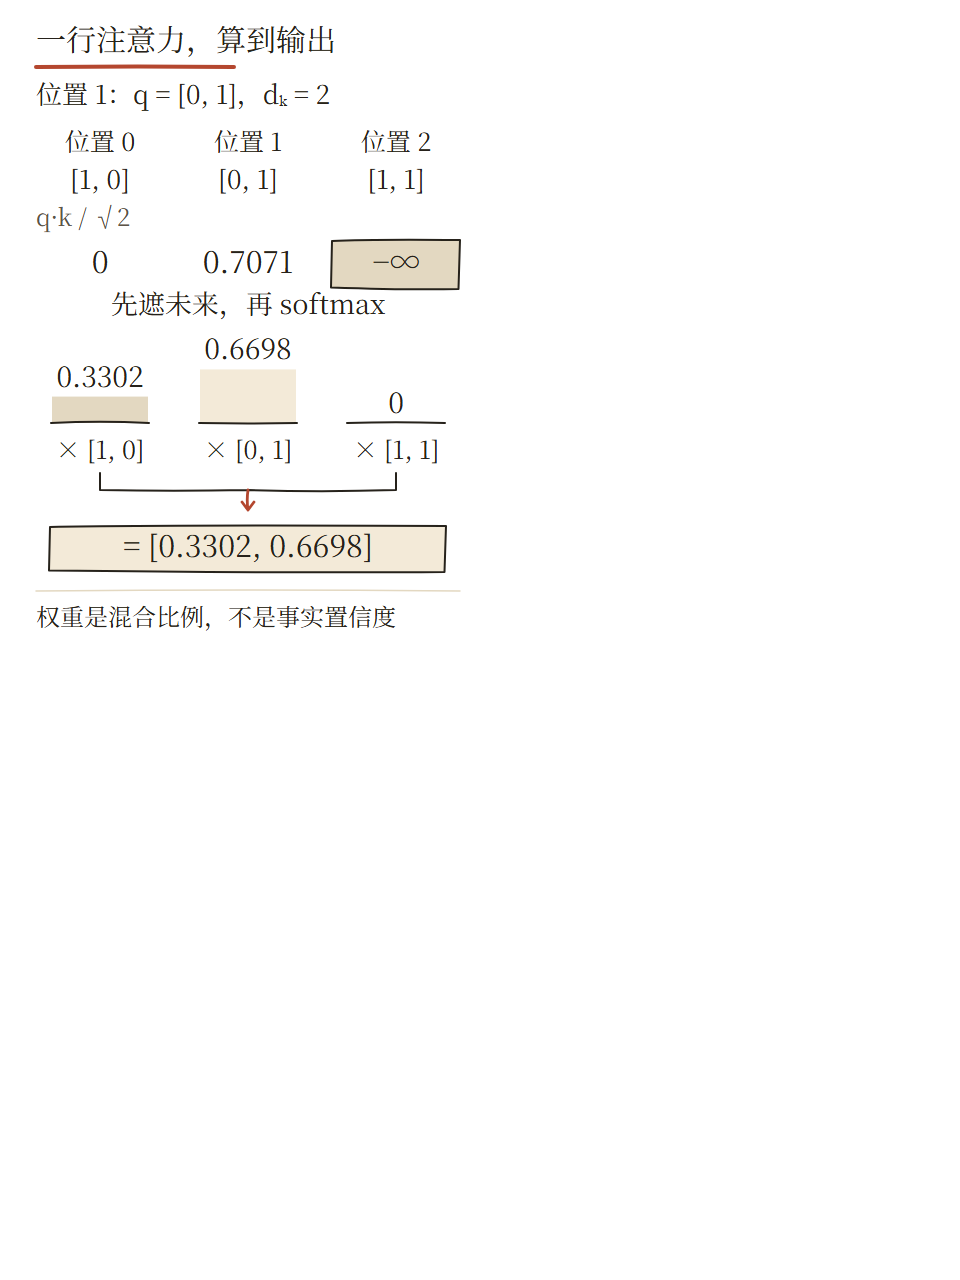 一行注意力，算到输出
位置 1：q = [0, 1]，dₖ = 2
位置 0 位置 1 位置 2
[1, 0] [0, 1] [1, 1]
q·k / √2
0 0.7071 −∞
先遮未来，再 softmax
0.3302 0.6698 0
× [1, 0] × [0, 1] × [1, 1]
= [0.3302, 0.6698]
权重是混合比例，不是事实置信度